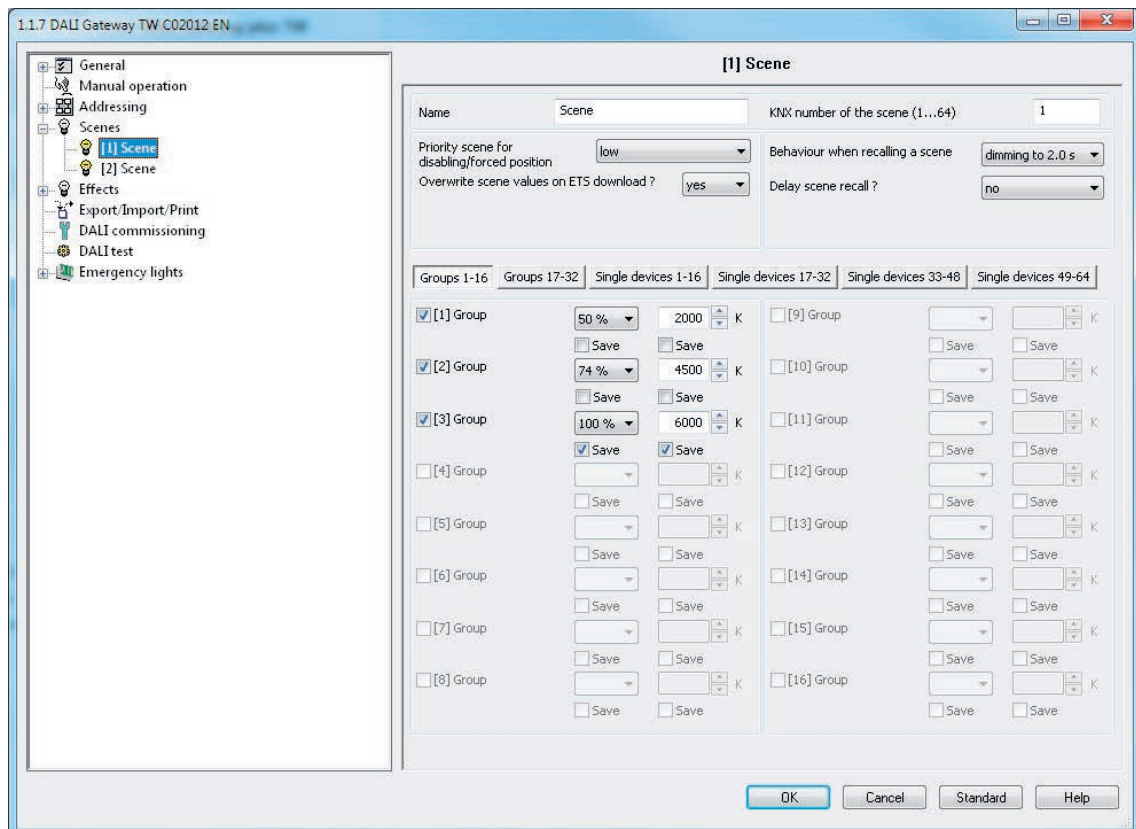 1.1.7 DALI Gateway TW C02012 EN
General
Manual operation
Addressing
Scenes
[1] Scene
[2] Scene
Effects
Export/Import/Print
DALI commissioning
DALI test
Emergency lights
[1] Scene
Name Scene KNX number of the scene (1...64) 1
Priority scene for
disabling/forced position low Behaviour when recalling a scene dimming to 2.0 s
Overwrite scene values on ETS download ? yes Delay scene recall ? no
Groups 1-16 Groups 17-32 Single devices 1-16 Single devices 17-32 Single devices 33-48 Single devices 49-64
[1] Group 50 % 2000 K [9] Group K
Save Save Save Save
[2] Group 74 % 4500 K [10] Group K
Save Save Save Save
[3] Group 100 % 6000 K [11] Group K
Save Save Save Save
[4] Group K [12] Group K
Save Save Save Save
[5] Group K [13] Group K
Save Save Save Save
[6] Group K [14] Group K
Save Save Save Save
[7] Group K [15] Group K
Save Save Save Save
[8] Group K [16] Group K
Save Save Save Save
OK Cancel Standard Help